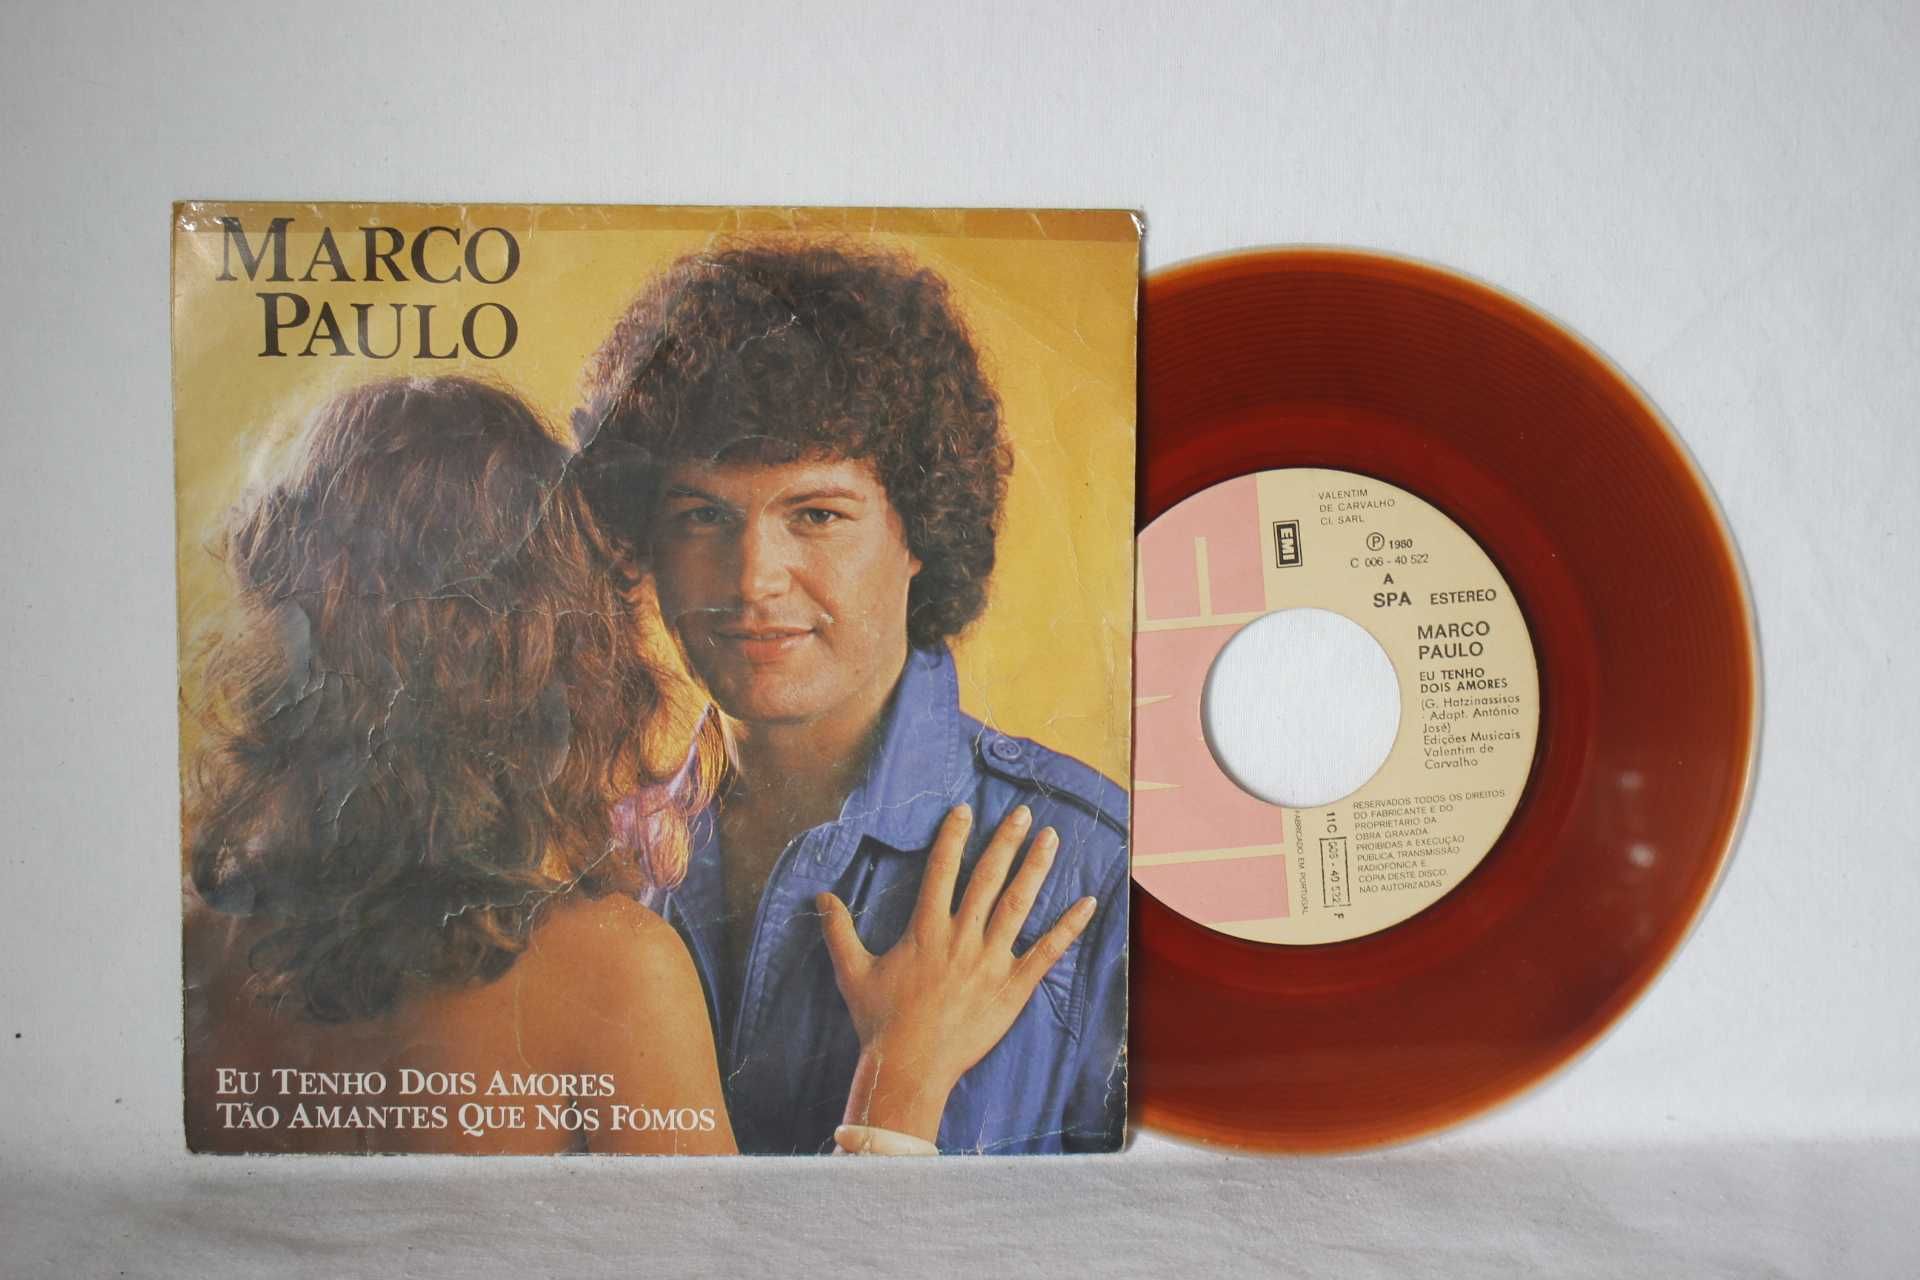 MARCO
PAULO
EU TENHO DOIS AMORES
TÃO AMANTES QUE NÓS FOMOS
VALENTIM
DE CARVALHO
CI, SARL
EMI
Ⓟ 1980
C 006 - 40 522
A
SPA ESTEREO
MARCO
PAULO
EU TENHO
DOIS AMORES
(G. Hatzinassisos
- Adapt. António
José)
Edições Musicais
Valentim de
Carvalho
RESERVADOS TODOS OS DIREITOS
DO FABRICANTE E DO
PROPRIETÁRIO DA
OBRA GRAVADA
PROIBIDAS A EXECUÇÃO
PÚBLICA, TRANSMISSÃO
RADIOFÓNICA E
CÓPIA DESTE DISCO,
NÃO AUTORIZADAS
11C 006 - 40 522 F
FABRICADO EM PORTUGAL